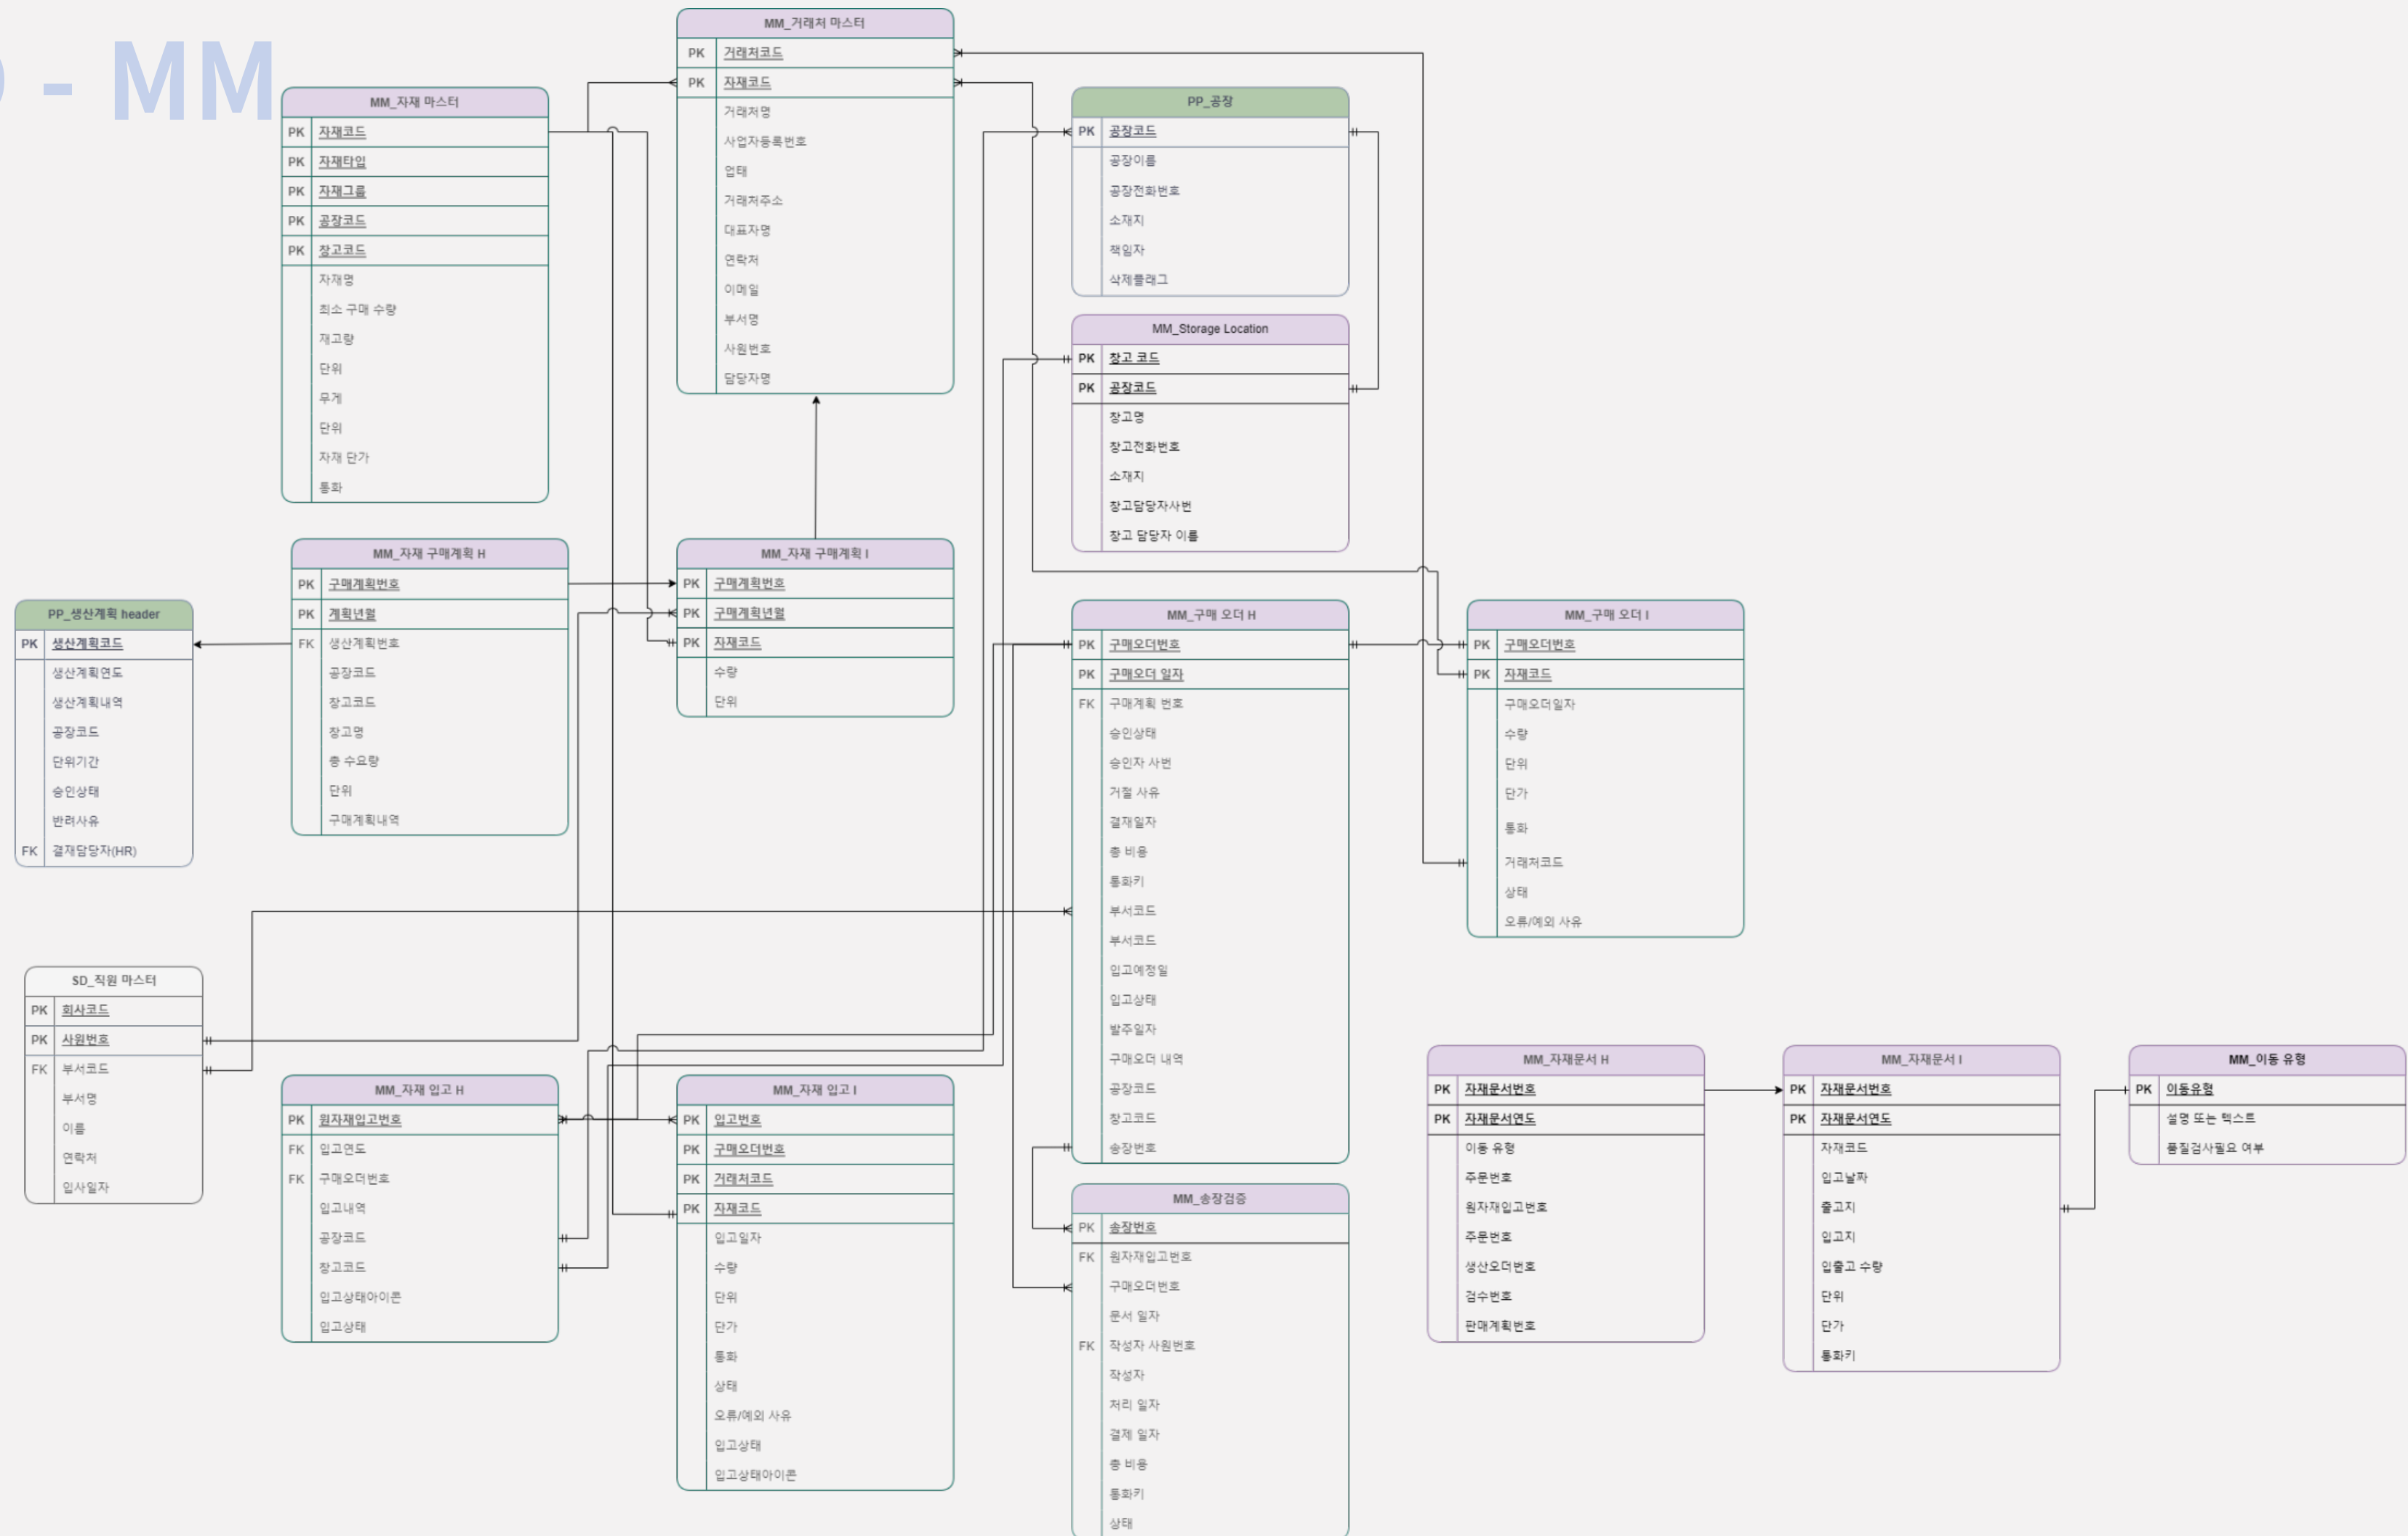 - MM
MM_거래처 마스터
PK 거래처코드
PK 자재코드
거래처명
사업자등록번호
업태
거래처주소
대표자명
연락처
이메일
부서명
사원번호
담당자명
MM_자재 마스터
PK 자재코드
PK 자재타입
PK 자재그룹
PK 공장코드
PK 창고코드
자재명
최소 구매 수량
재고량
단위
무게
단위
자재 단가
통화
PP_공장
PK 공장코드
공장이름
공장전화번호
소재지
책임자
삭제플래그
MM_Storage Location
PK 창고 코드
PK 공장코드
창고명
창고전화번호
소재지
창고담당자사번
창고 담당자 이름
MM_자재 구매계획 H
PK 구매계획번호
PK 계획년월
FK 생산계획번호
공장코드
창고코드
창고명
총 수요량
단위
구매계획내역
MM_자재 구매계획 I
PK 구매계획번호
PK 구매계획년월
PK 자재코드
수량
단위
PP_생산계획 header
PK 생산계획코드
생산계획연도
생산계획내역
공장코드
단위기간
승인상태
반려사유
FK 결재담당자(HR)
MM_구매 오더 H
PK 구매오더번호
PK 구매오더 일자
FK 구매계획 번호
승인상태
승인자 사번
거절 사유
결재일자
총 비용
통화키
부서코드
부서코드
입고예정일
입고상태
발주일자
구매오더 내역
공장코드
창고코드
송장번호
MM_구매 오더 I
PK 구매오더번호
PK 자재코드
구매오더일자
수량
단위
단가
통화
거래처코드
상태
오류/예외 사유
SD_직원 마스터
PK 회사코드
PK 사원번호
FK 부서코드
부서명
이름
연락처
입사일자
MM_자재 입고 H
PK 원자재입고번호
FK 입고연도
FK 구매오더번호
입고내역
공장코드
창고코드
입고상태아이콘
입고상태
MM_자재 입고 I
PK 입고번호
PK 구매오더번호
PK 거래처코드
PK 자재코드
입고일자
수량
단위
단가
통화
상태
오류/예외 사유
입고상태
입고상태아이콘
MM_송장검증
PK 송장번호
FK 원자재입고번호
구매오더번호
문서 일자
FK 작성자 사원번호
작성자
처리 일자
결제 일자
총 비용
통화키
상태
MM_자재문서 H
PK 자재문서번호
PK 자재문서연도
이동 유형
주문번호
원자재입고번호
주문번호
생산오더번호
검수번호
판매계획번호
MM_자재문서 I
PK 자재문서번호
PK 자재문서연도
자재코드
입고날짜
출고지
입고지
입출고 수량
단위
단가
통화키
MM_이동 유형
PK 이동유형
설명 또는 텍스트
품질검사필요 여부